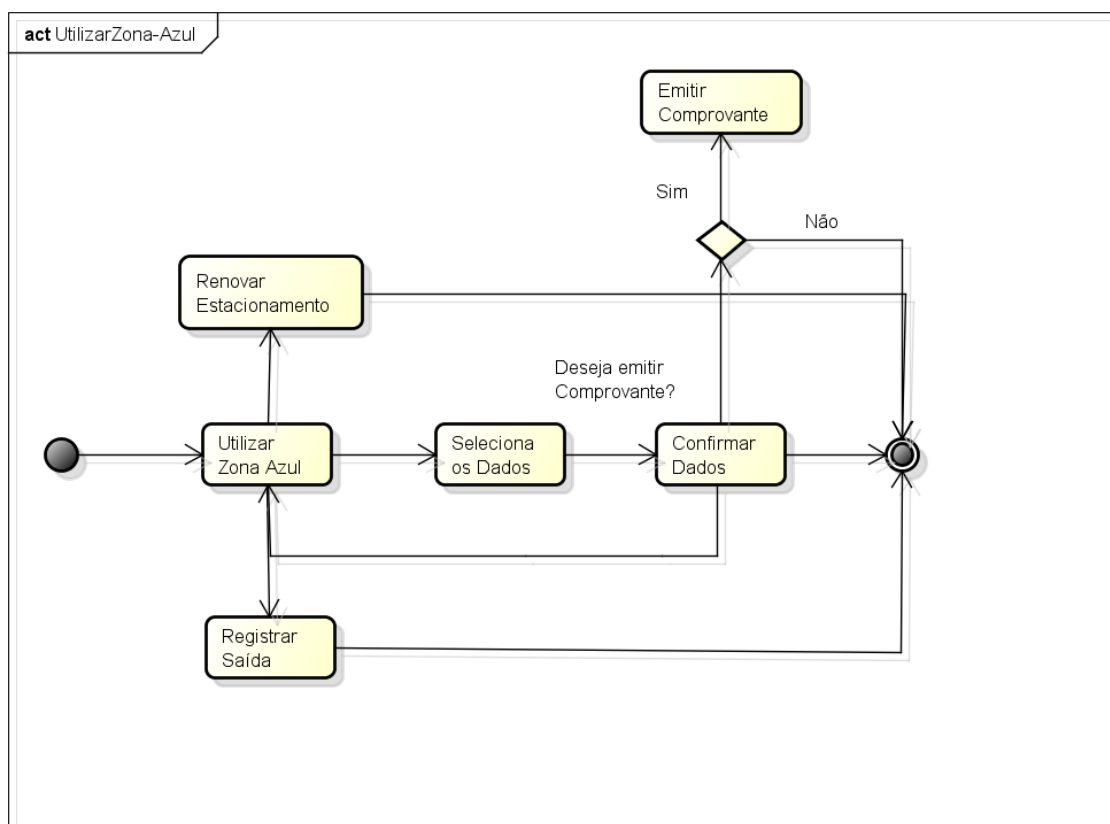 act UtilizarZona-Azul
Emitir
Comprovante
Sim
Não
Renovar
Estacionamento
Deseja emitir
Comprovante?
Utilizar
Zona Azul
Seleciona
os Dados
Confirmar
Dados
Registrar
Saída